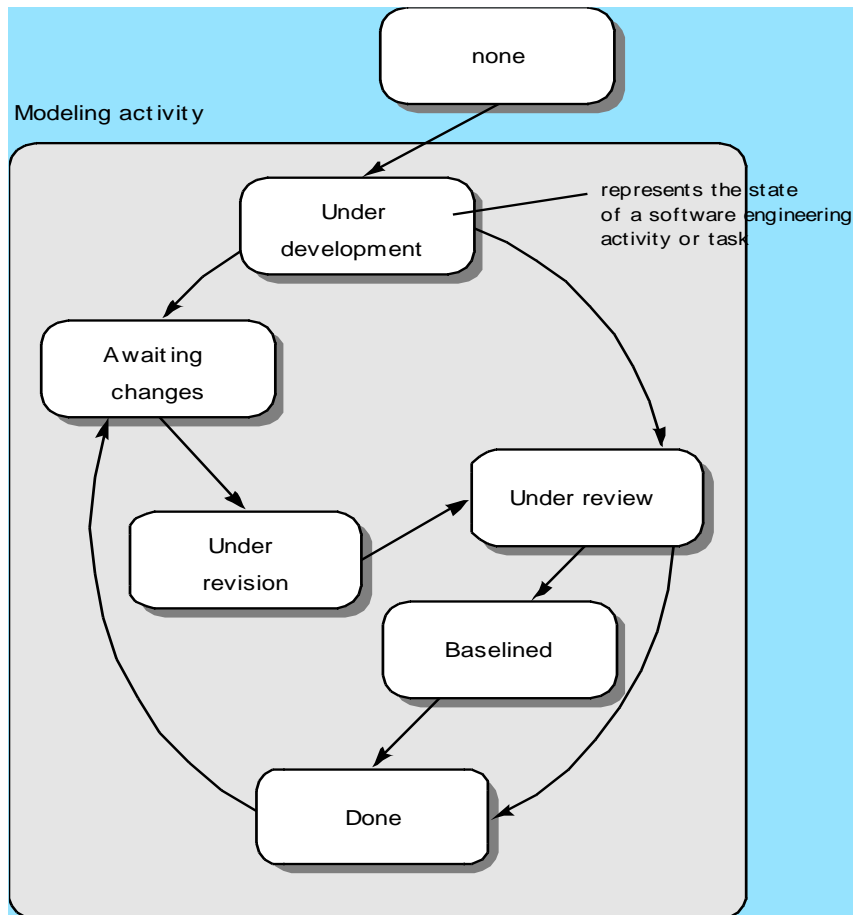 none
Modeling activity
represents the state
of a software engineering
activity or task
Under
development
Awaiting
changes
Under review
Under
revision
Baselined
Done